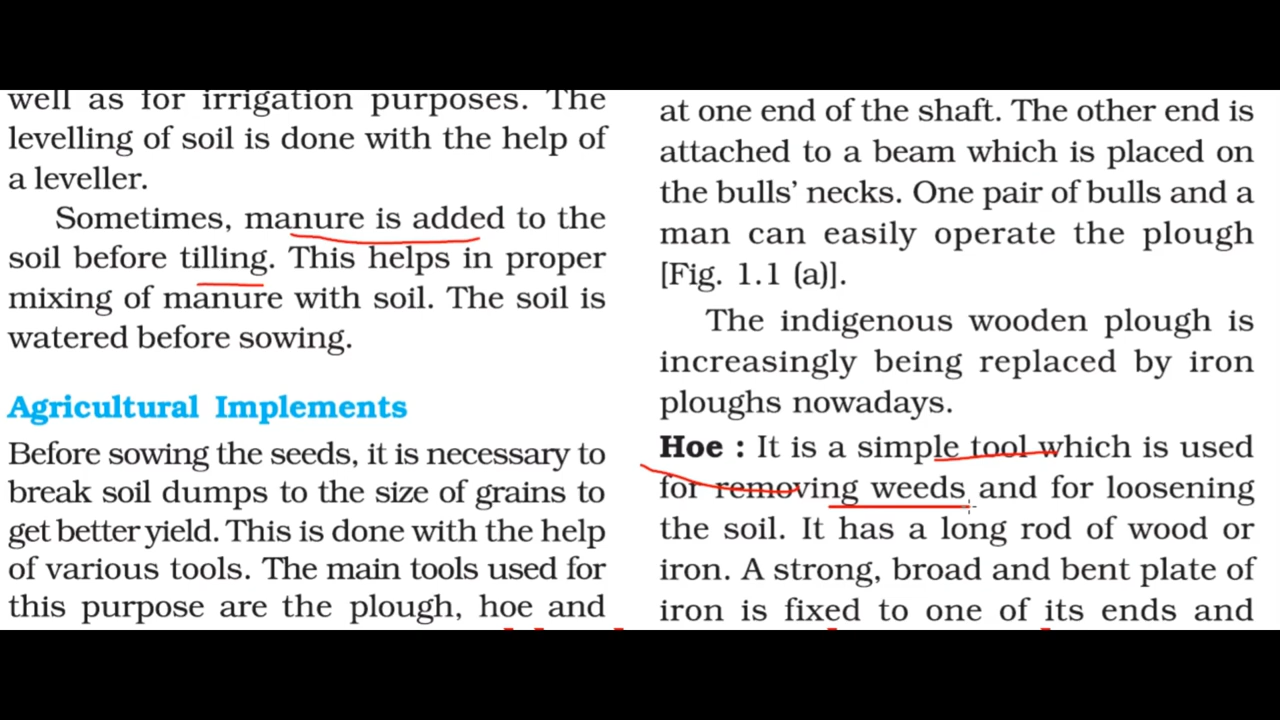 well as for irrigation purposes. The
levelling of soil is done with the help of
a leveller.
Sometimes, manure is added to the
soil before tilling. This helps in proper
mixing of manure with soil. The soil is
watered before sowing.
Agricultural Implements
Before sowing the seeds, it is necessary to
break soil dumps to the size of grains to
get better yield. This is done with the help
of various tools. The main tools used for
this purpose are the plough, hoe and
at one end of the shaft. The other end is
attached to a beam which is placed on
the bulls’ necks. One pair of bulls and a
man can easily operate the plough
[Fig. 1.1 (a)].
The indigenous wooden plough is
increasingly being replaced by iron
ploughs nowadays.
Hoe : It is a simple tool which is used
for removing weeds and for loosening
the soil. It has a long rod of wood or
iron. A strong, broad and bent plate of
iron is fixed to one of its ends and